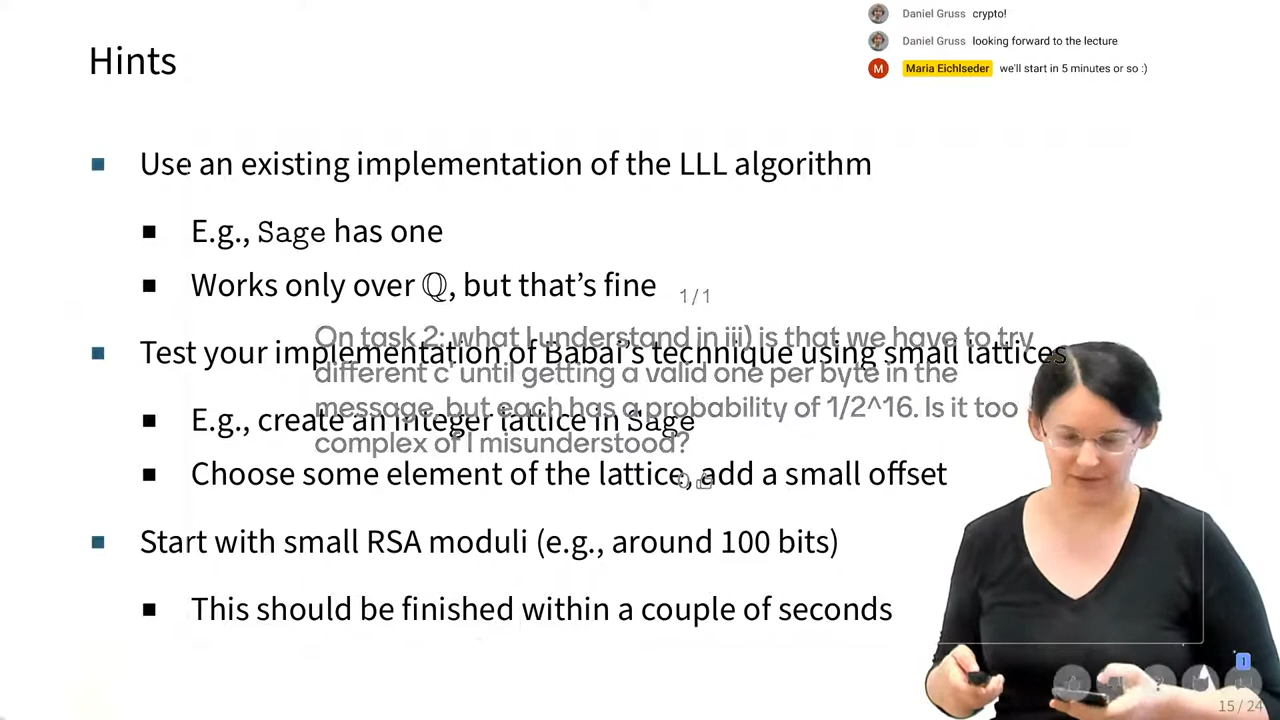 Daniel Gruss crypto!
Daniel Gruss looking forward to the lecture
M Maria Eichlseder we'll start in 5 minutes or so :)
Hints
Use an existing implementation of the LLL algorithm
E.g., Sage has one
Works only over ℚ, but that's fine
1/1
On task 2: what I understand in iii) is that we have to try
Test your implementation of Babai's technique using small lattices
different c' until getting a valid one per byte in the
message, but each has a probability of 1/2^16. Is it too
E.g., create an integer lattice in Sage
complex of I misunderstood?
Choose some element of the lattice, add a small offset
0
Start with small RSA moduli (e.g., around 100 bits)
This should be finished within a couple of seconds
1
?
15 / 24